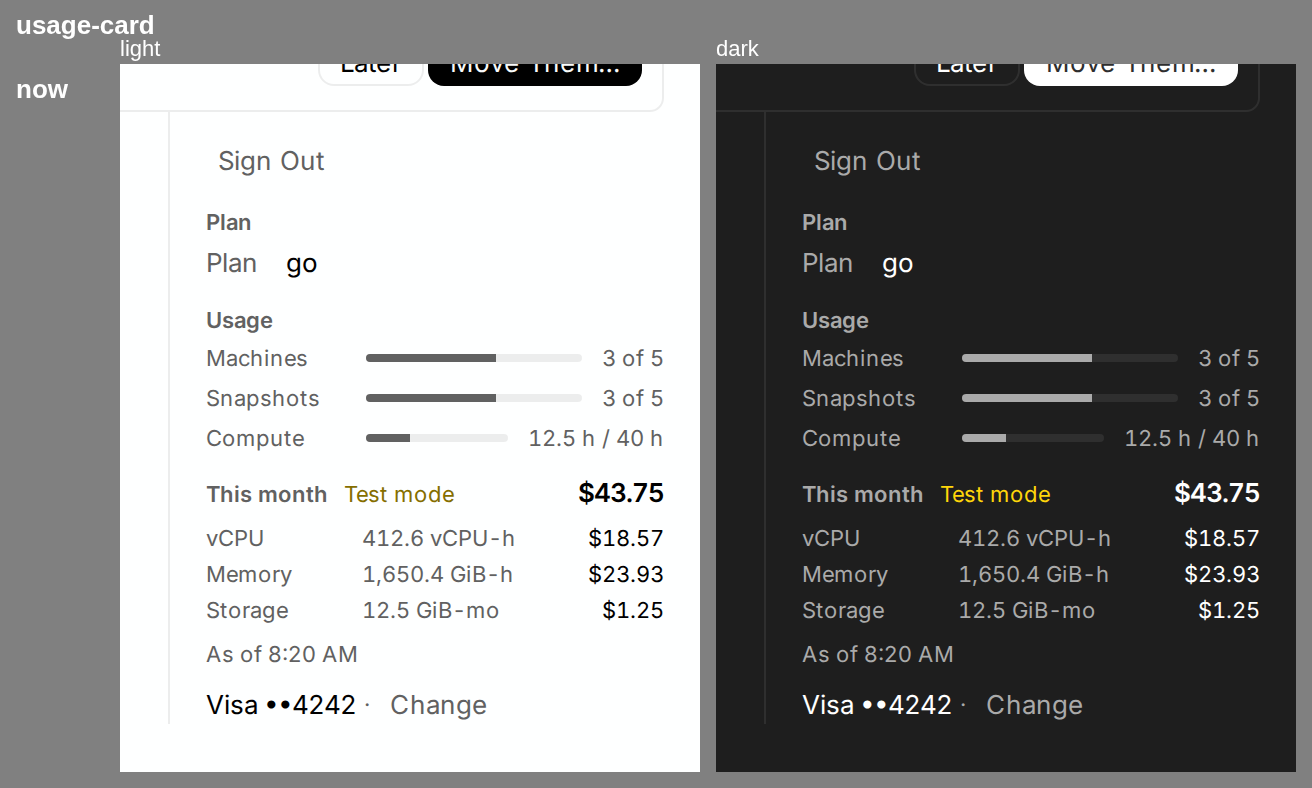 usage-card
light
dark
now
Later Move Them...
Sign Out
Plan
Plan go
Usage
Machines 3 of 5
Snapshots 3 of 5
Compute 12.5 h / 40 h
This month Test mode $43.75
vCPU 412.6 vCPU-h $18.57
Memory 1,650.4 GiB-h $23.93
Storage 12.5 GiB-mo $1.25
As of 8:20 AM
Visa ••4242 · Change
Later Move Them...
Sign Out
Plan
Plan go
Usage
Machines 3 of 5
Snapshots 3 of 5
Compute 12.5 h / 40 h
This month Test mode $43.75
vCPU 412.6 vCPU-h $18.57
Memory 1,650.4 GiB-h $23.93
Storage 12.5 GiB-mo $1.25
As of 8:20 AM
Visa ••4242 · Change